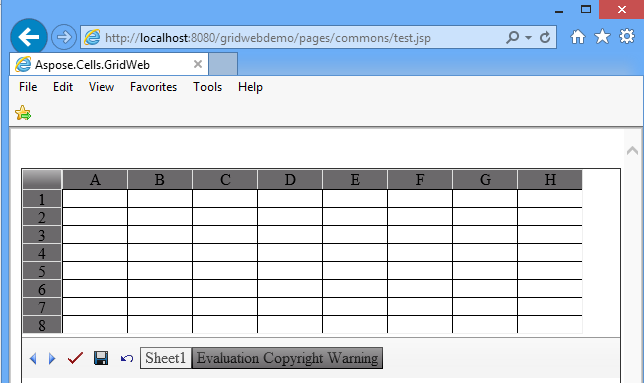 http://localhost:8080/gridwebdemo/pages/commons/test.jsp
Aspose.Cells.GridWeb
File Edit View Favorites Tools Help
A B C D E F G H
1
2
3
4
5
6
7
8
Sheet1 Evaluation Copyright Warning